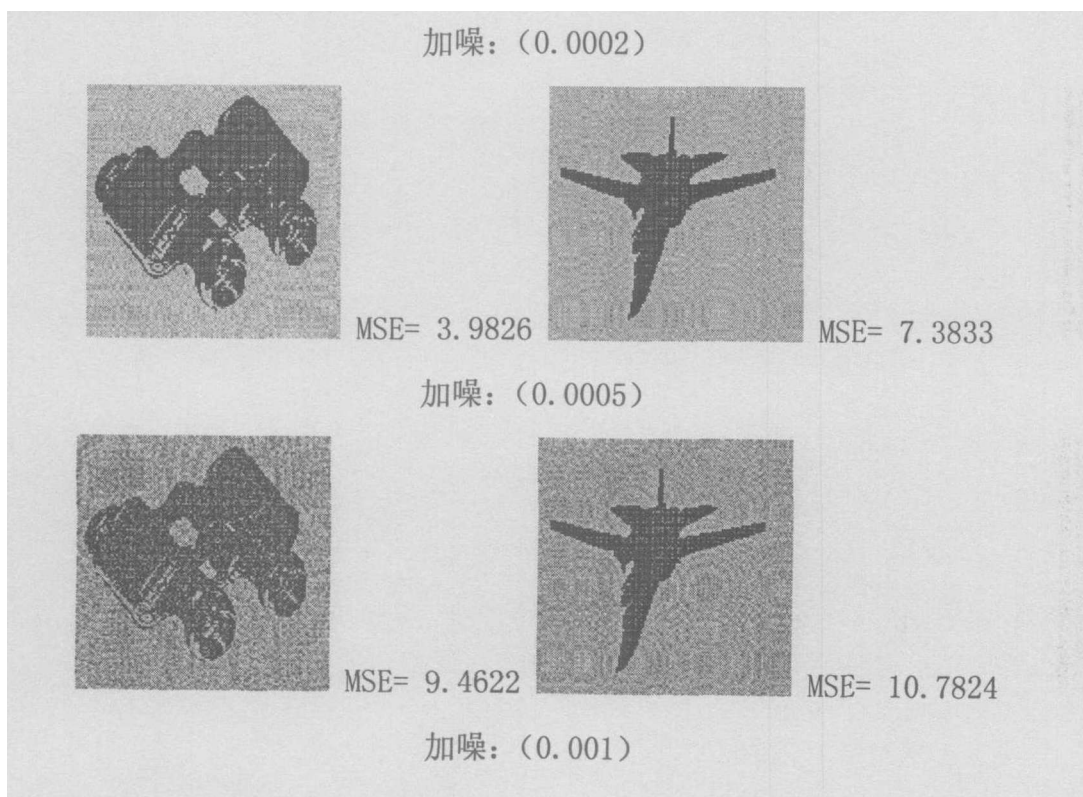 加噪：（0.0002）
MSE= 3.9826 MSE= 7.3833
加噪：（0.0005）
MSE= 9.4622 MSE= 10.7824
加噪：（0.001）